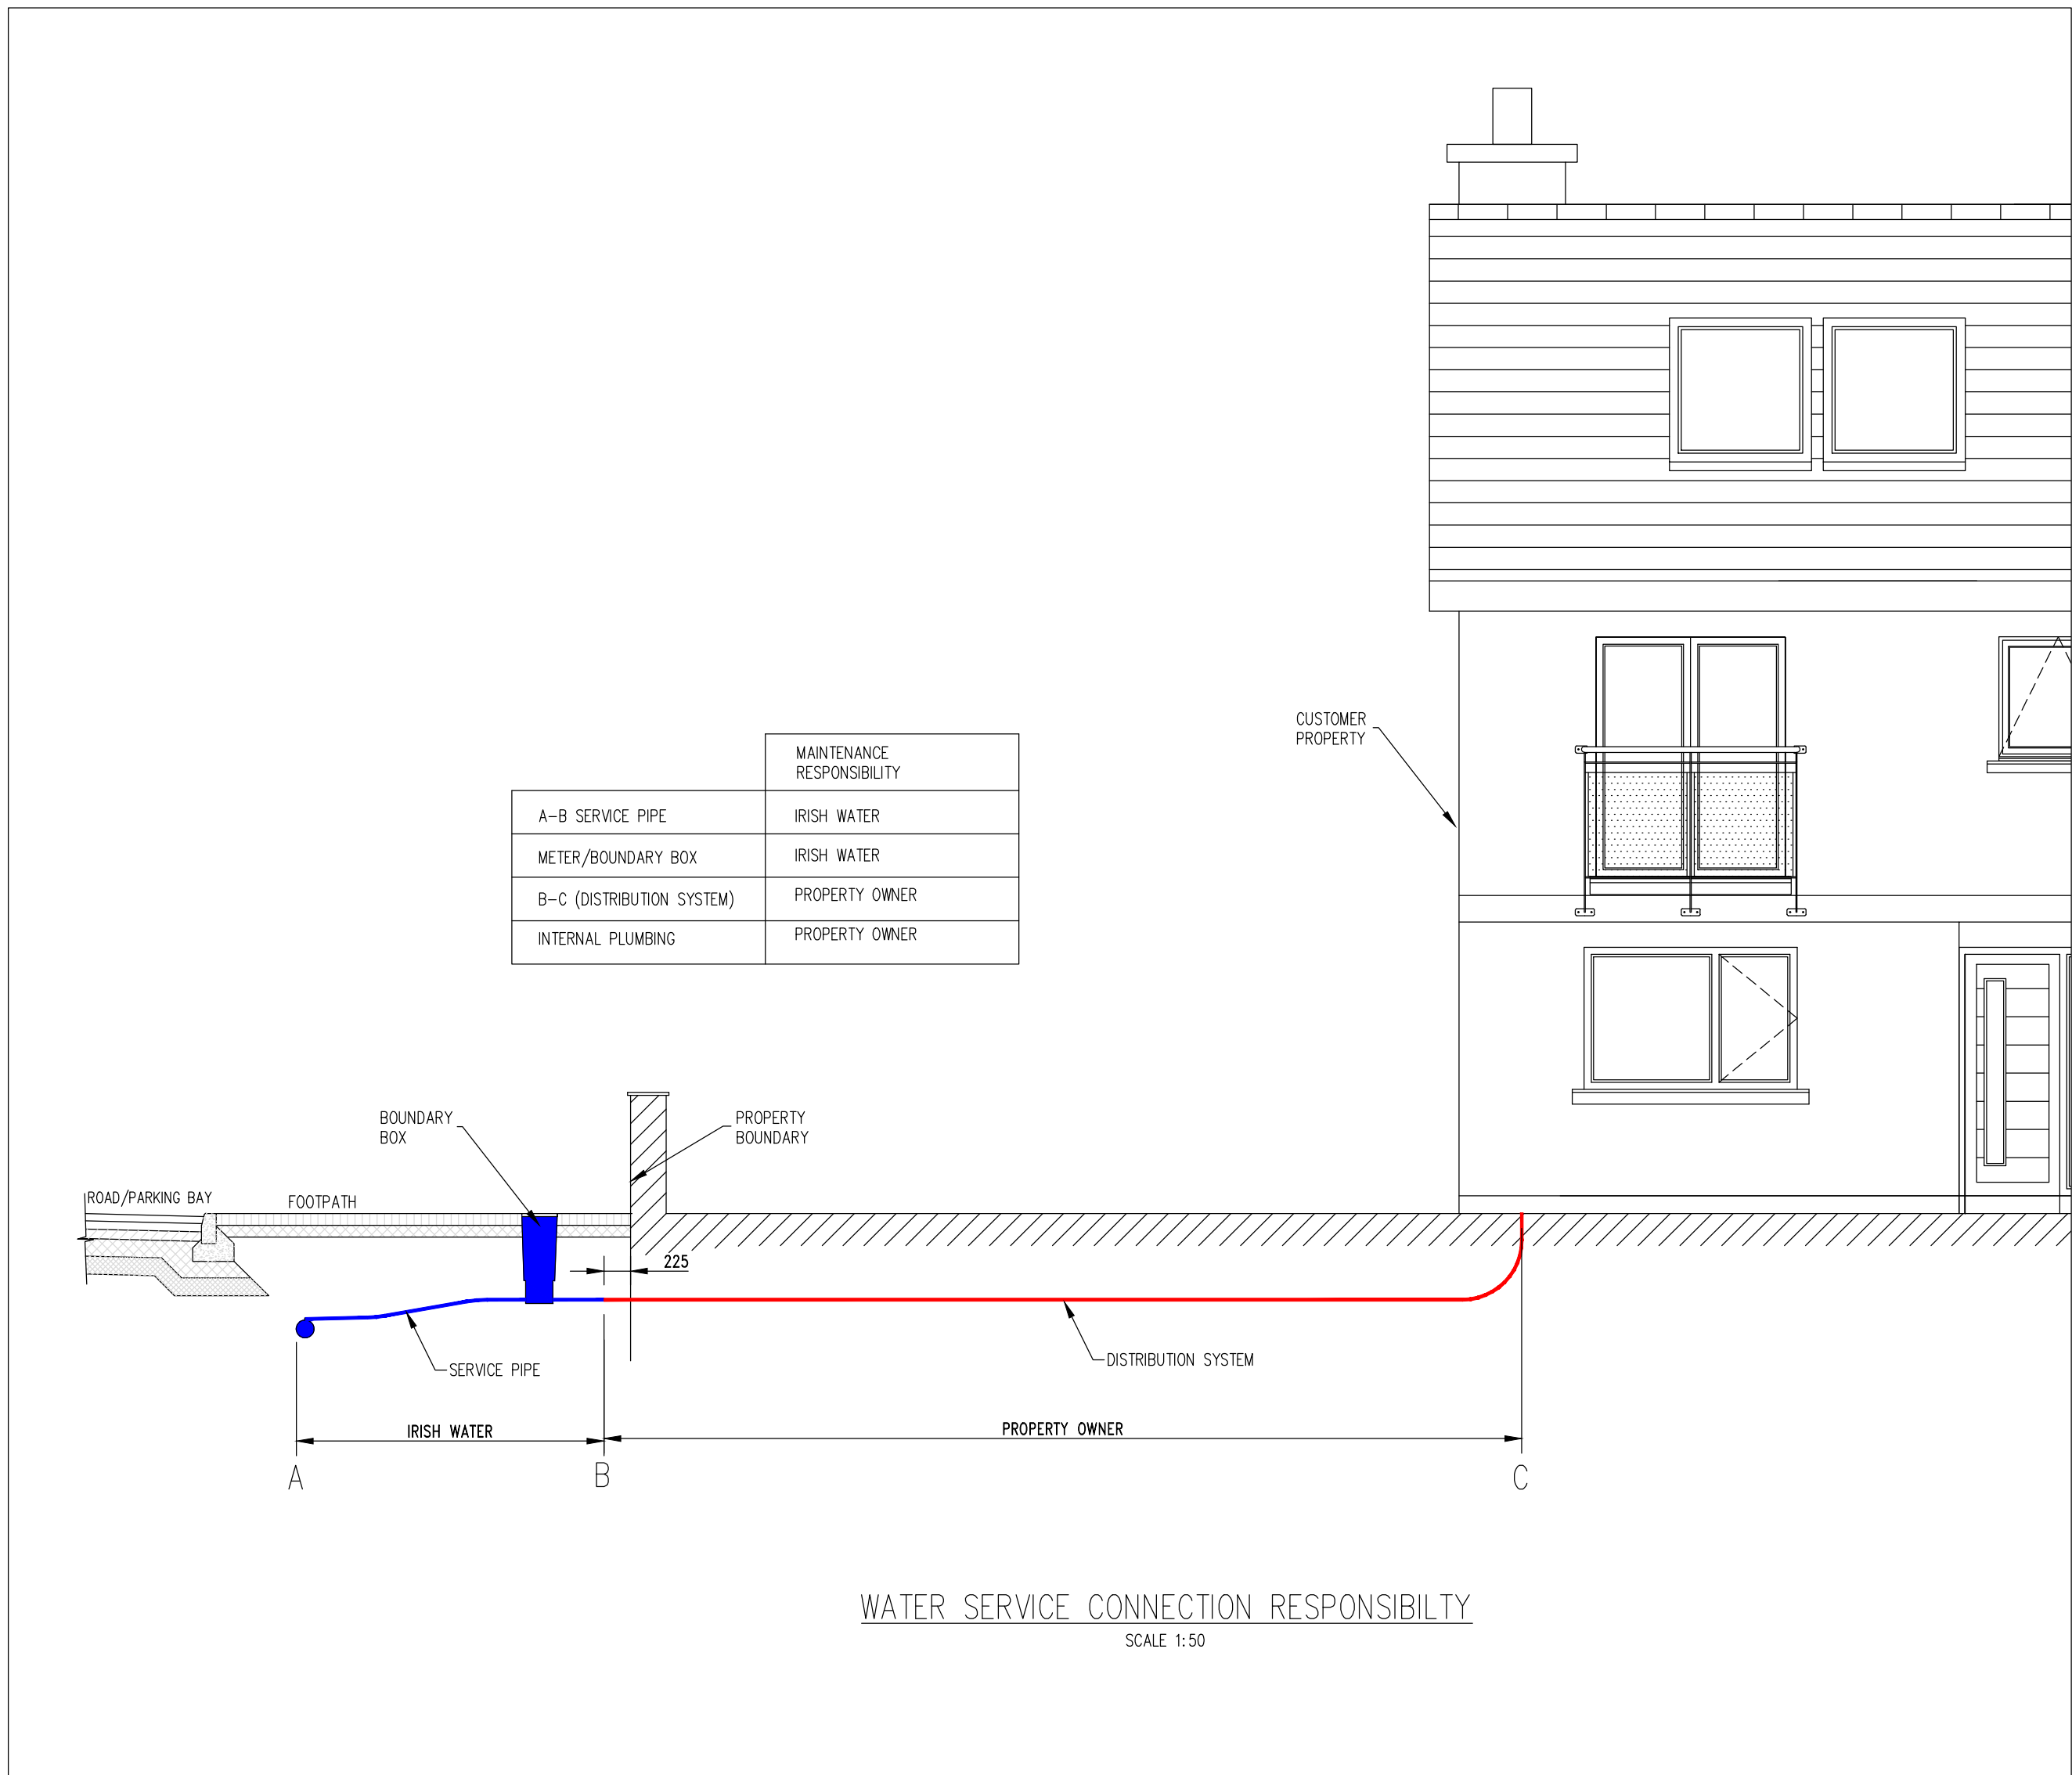 CUSTOMER
PROPERTY
MAINTENANCE
RESPONSIBILITY
A-B SERVICE PIPE
IRISH WATER
METER/BOUNDARY BOX
IRISH WATER
B-C (DISTRIBUTION SYSTEM)
PROPERTY OWNER
INTERNAL PLUMBING
PROPERTY OWNER
BOUNDARY
BOX
PROPERTY
BOUNDARY
ROAD/PARKING BAY
FOOTPATH
225
SERVICE PIPE
DISTRIBUTION SYSTEM
IRISH WATER
PROPERTY OWNER
A
B
C
WATER SERVICE CONNECTION RESPONSIBILTY
SCALE 1:50